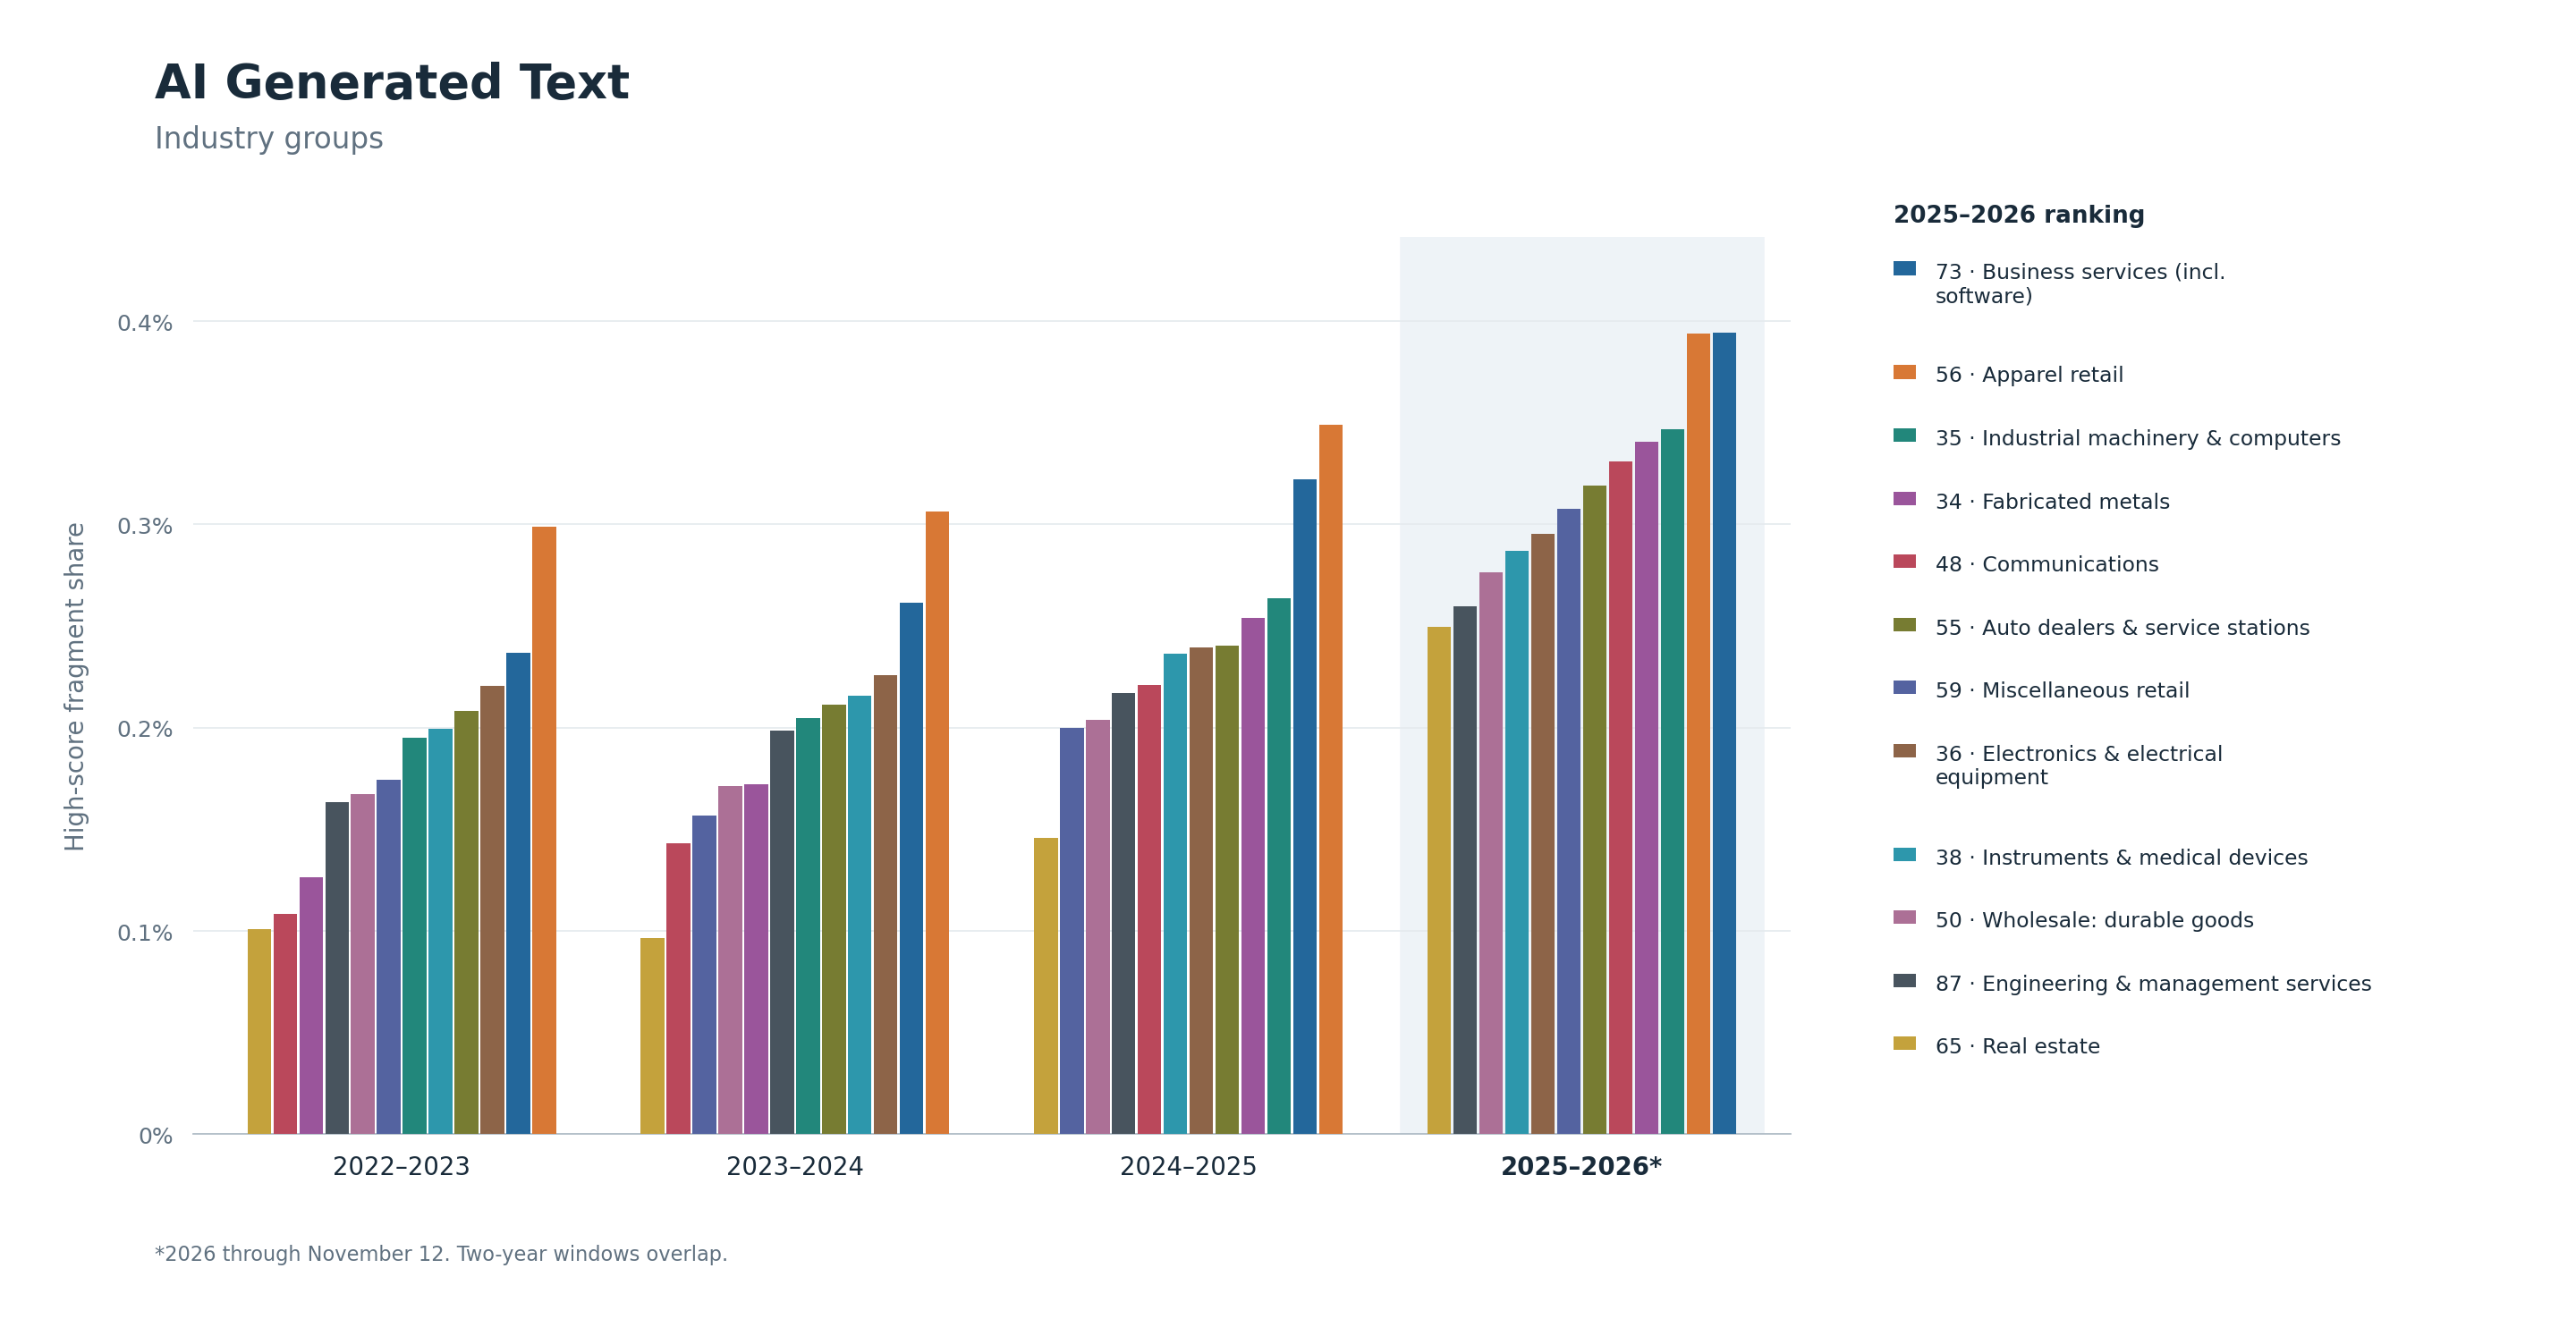 AI Generated Text
Industry groups
High-score fragment share
0.4%
0.3%
0.2%
0.1%
0%
2022–2023
2023–2024
2024–2025
2025–2026*
2025–2026 ranking
73 · Business services (incl.
software)
56 · Apparel retail
35 · Industrial machinery & computers
34 · Fabricated metals
48 · Communications
55 · Auto dealers & service stations
59 · Miscellaneous retail
36 · Electronics & electrical
equipment
38 · Instruments & medical devices
50 · Wholesale: durable goods
87 · Engineering & management services
65 · Real estate
*2026 through November 12. Two-year windows overlap.